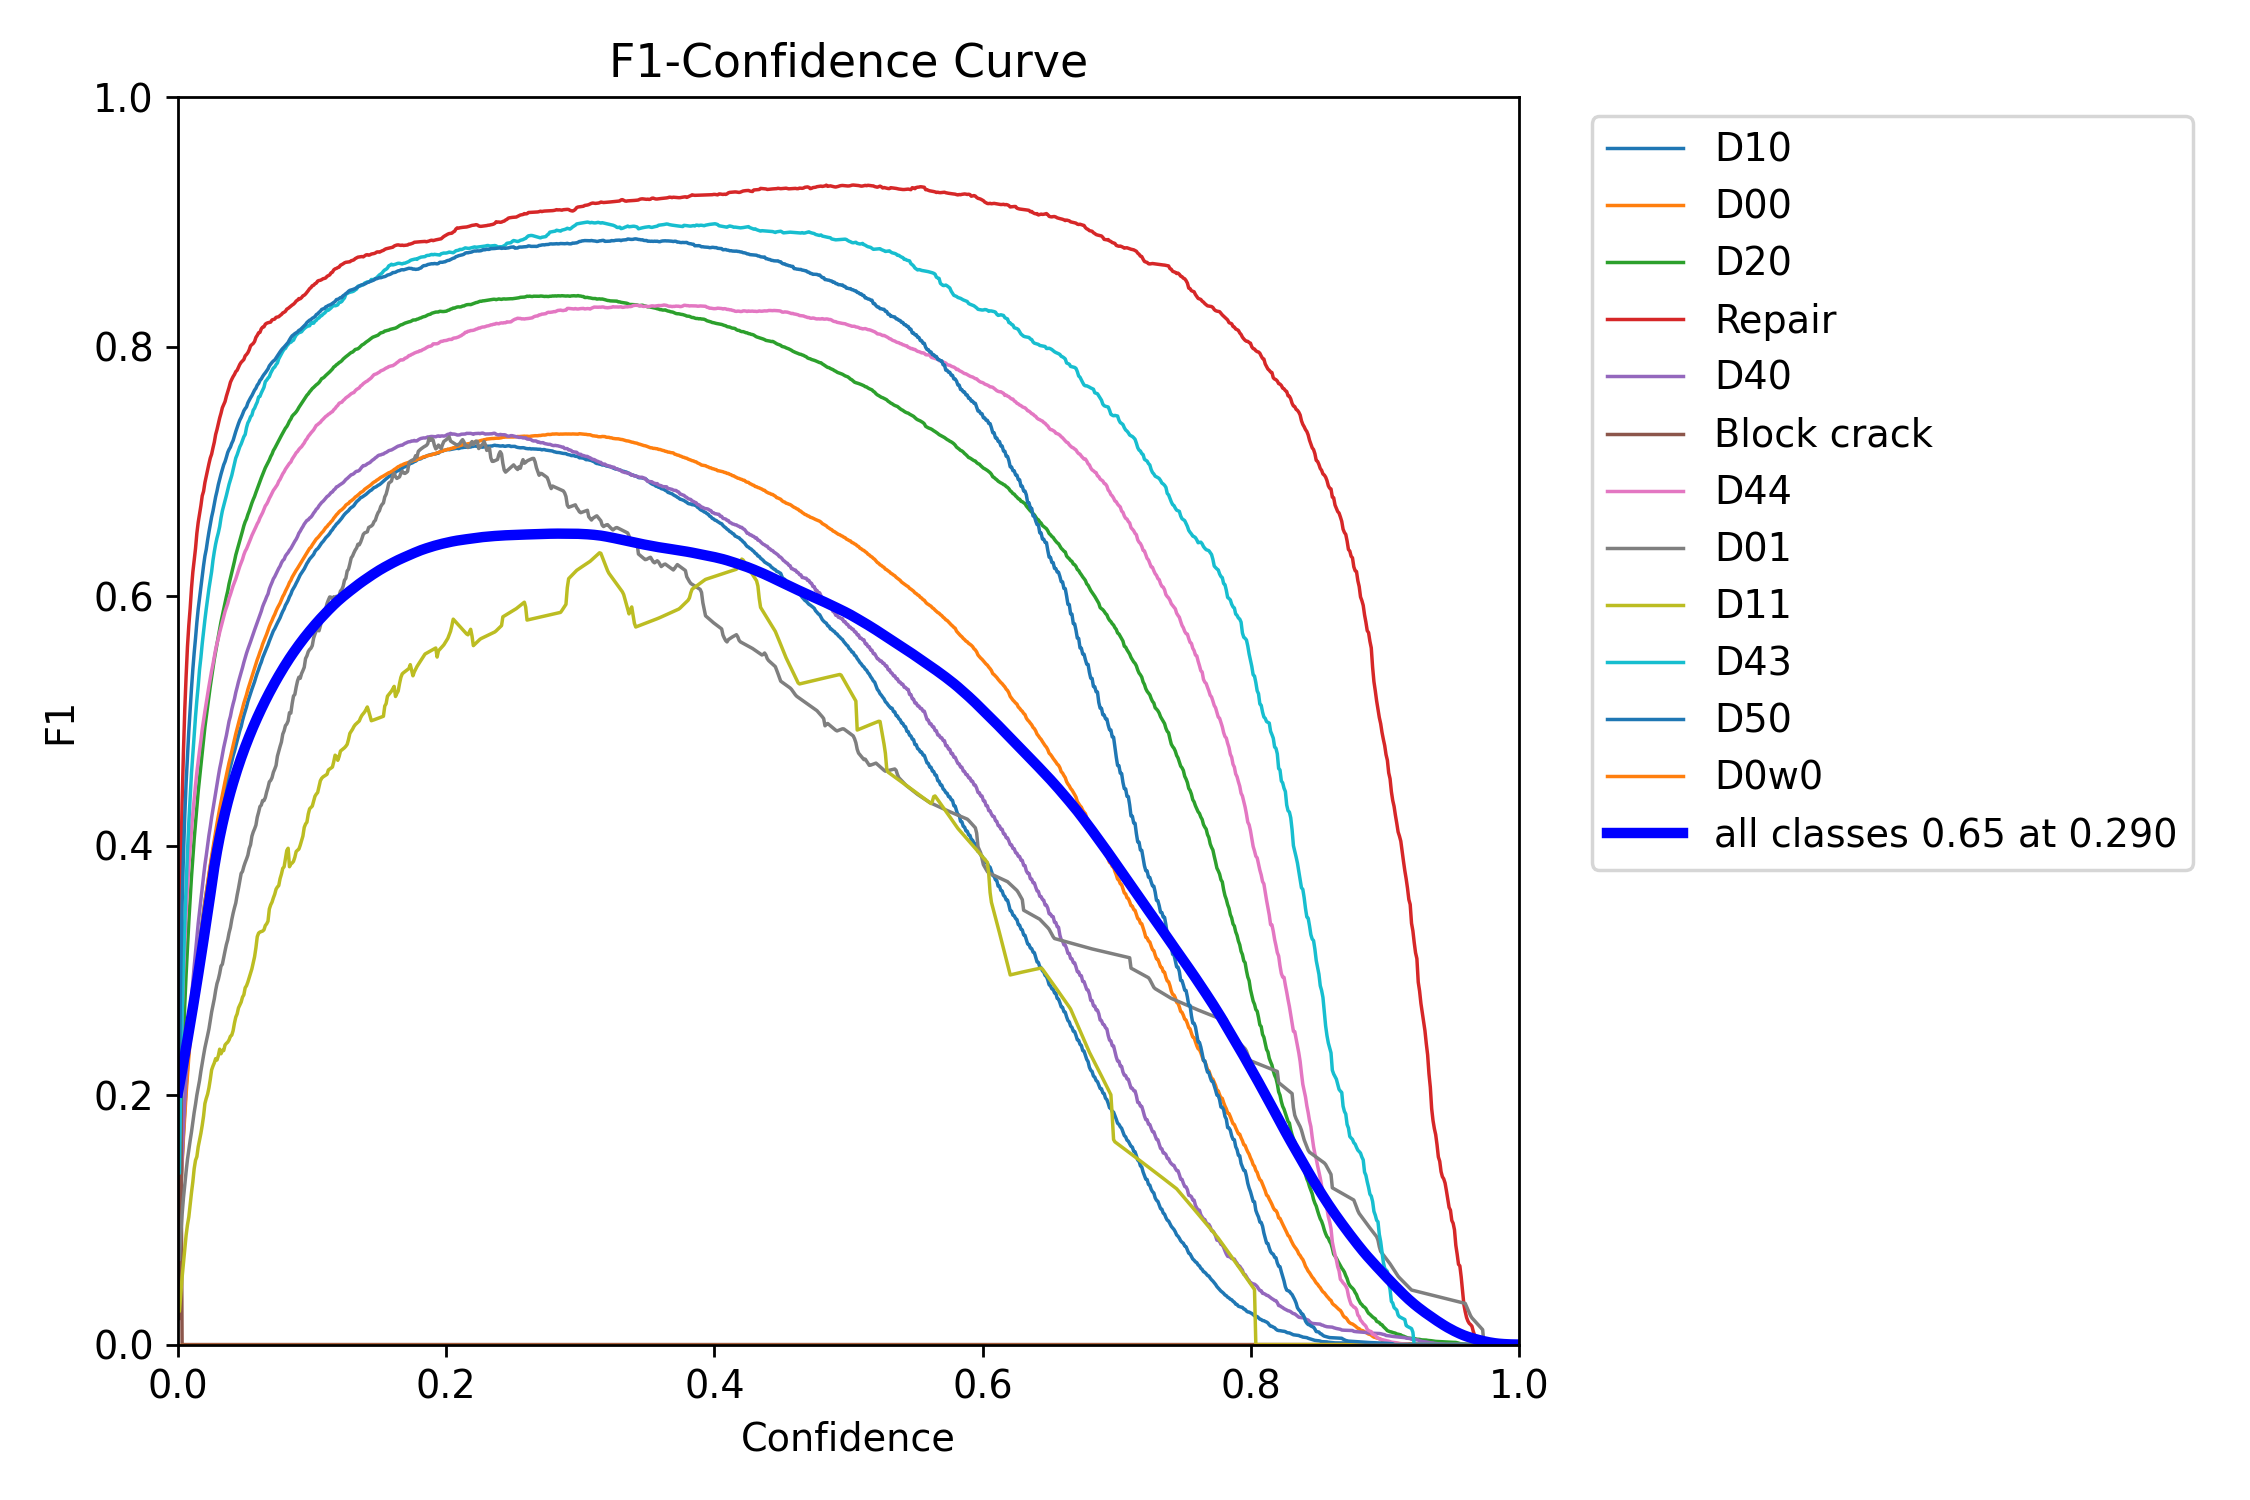 F1-Confidence Curve
1.0
0.8
0.6
0.4
0.2
0.0
F1
0.0 0.2 0.4 0.6 0.8 1.0
Confidence
D10
D00
D20
Repair
D40
Block crack
D44
D01
D11
D43
D50
D0w0
all classes 0.65 at 0.290